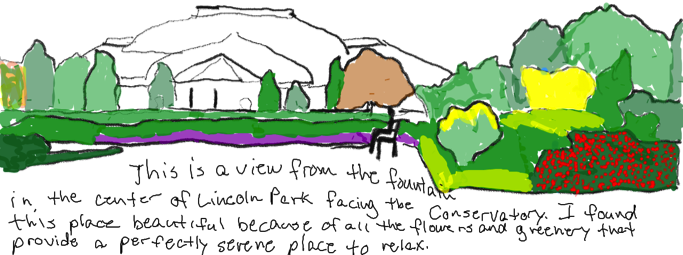 This is a view from the fountain
in the center of Lincoln Park facing the Conservatory. I found
this place beautiful because of all the flowers and greenery that
provide a perfectly serene place to relax.